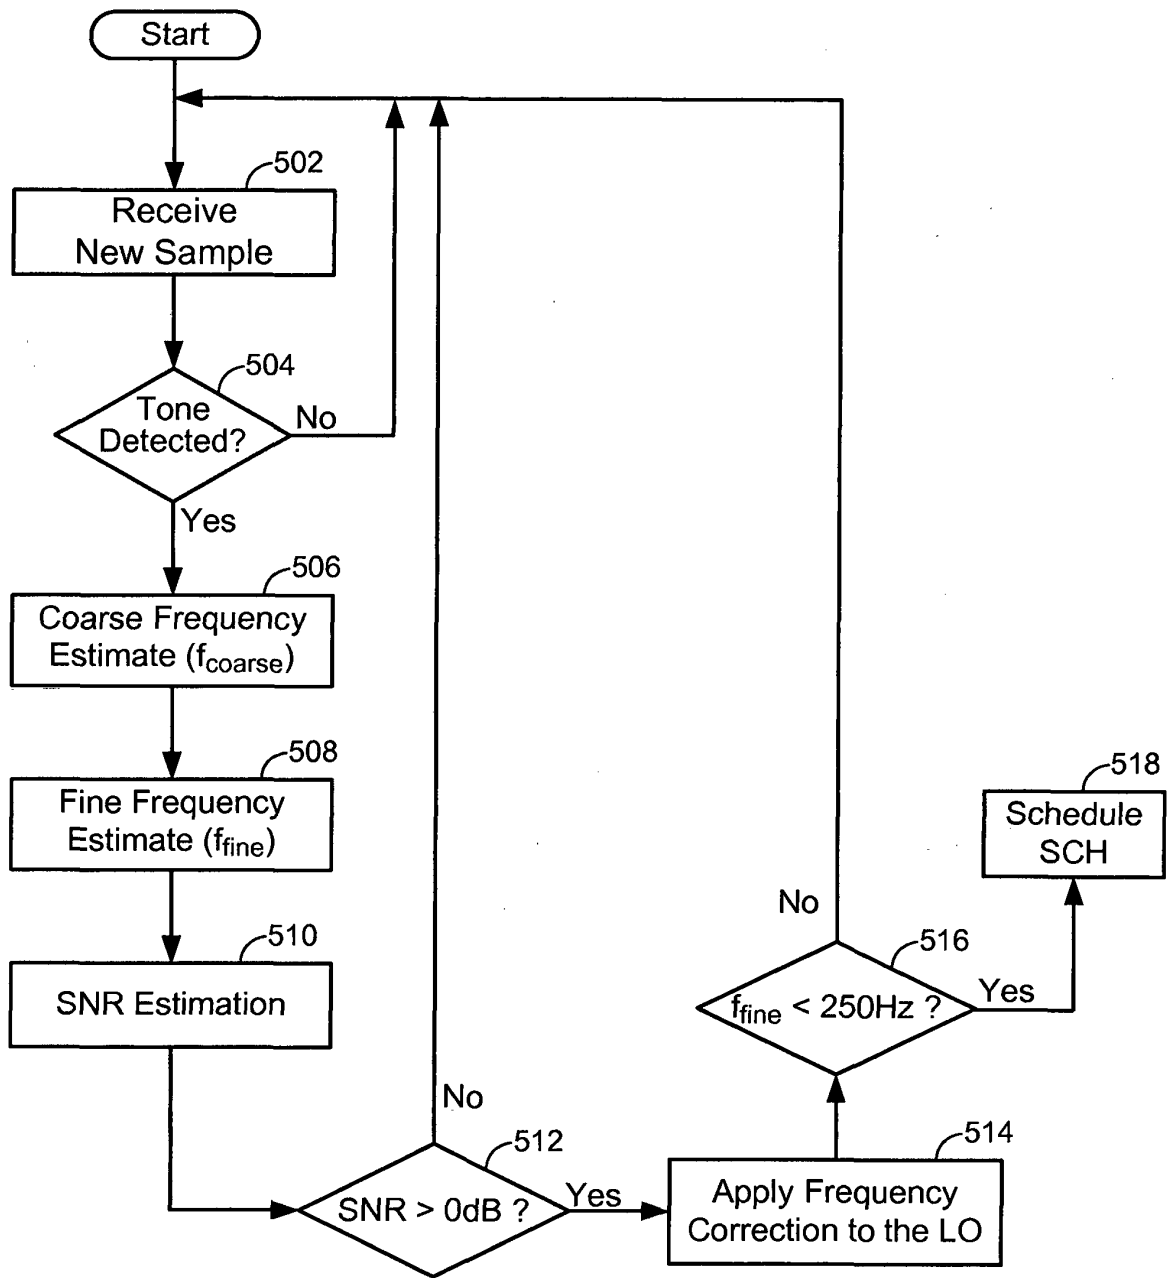 Start
502
Receive
New Sample
504
Tone
Detected?
No
Yes
506
Coarse Frequency
Estimate (fcoarse)
508
Fine Frequency
Estimate (ffine)
510
SNR Estimation
512
SNR > 0dB ?
No
Yes
514
Apply Frequency
Correction to the LO
516
ffine < 250Hz ?
No
Yes
518
Schedule
SCH